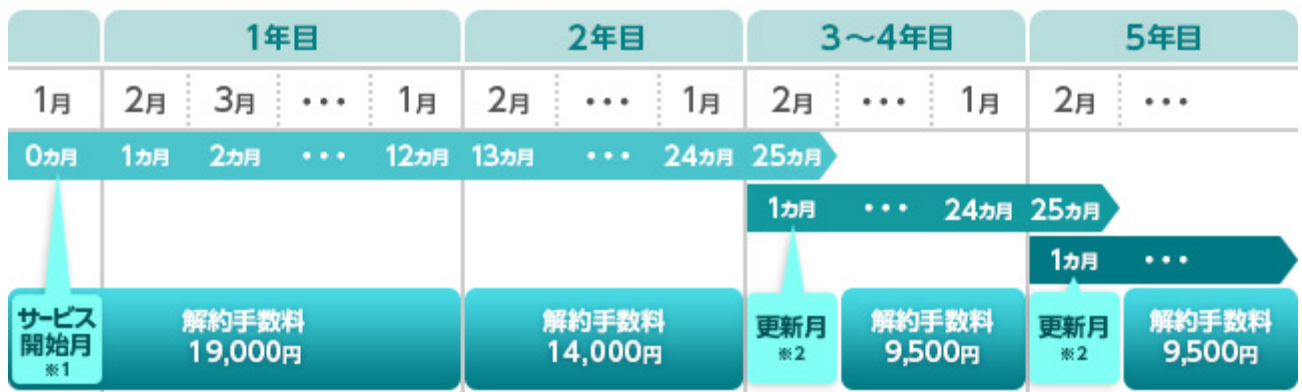 1年目 2年目 3〜4年目 5年目
1月 2月 3月 ・・・ 1月 2月 ・・・ 1月 2月 ・・・ 1月 2月 ・・・
0カ月 1カ月 2カ月 ・・・ 12カ月 13カ月 ・・・ 24カ月 25カ月
1カ月 ・・・ 24カ月 25カ月
1カ月 ・・・
サービス
開始月
※1
解約手数料
19,000円
解約手数料
14,000円
更新月
※2
解約手数料
9,500円
更新月
※2
解約手数料
9,500円